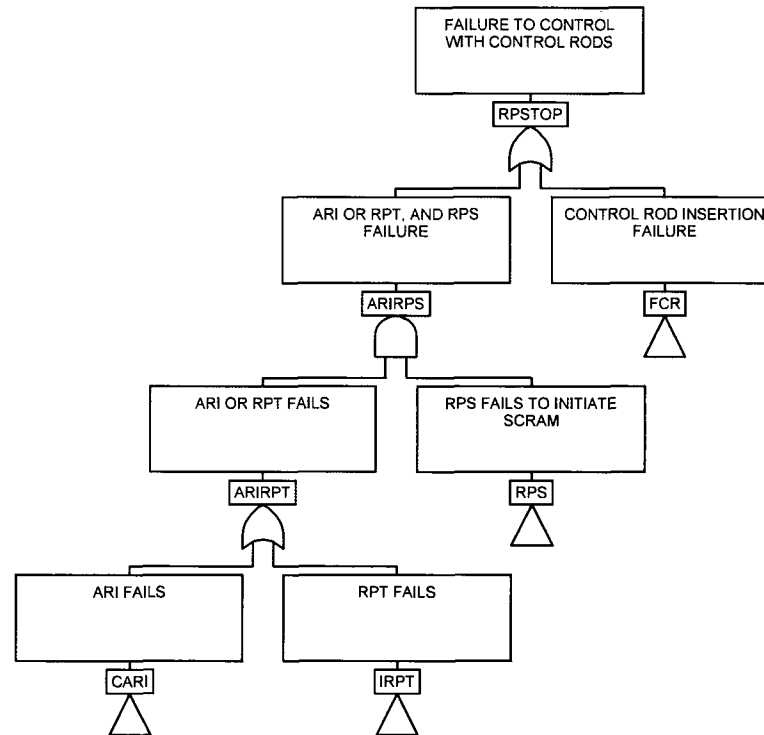 FAILURE TO CONTROL
WITH CONTROL RODS
RPSTOP
ARI OR RPT, AND RPS
FAILURE
CONTROL ROD INSERTION
FAILURE
ARIRPS
FCR
ARI OR RPT FAILS
RPS FAILS TO INITIATE
SCRAM
ARIRPT
RPS
ARI FAILS
RPT FAILS
CARI
IRPT